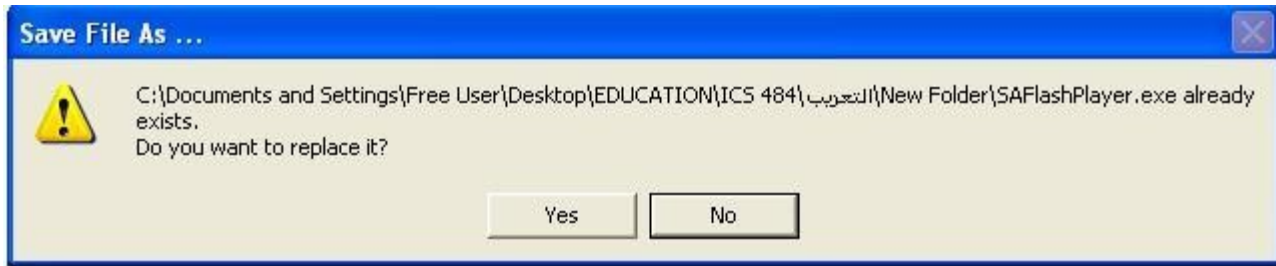 Save File As ...
C:\Documents and Settings\Free User\Desktop\EDUCATION\ICS 484\التعريب\New Folder\SAFlashPlayer.exe already
exists.
Do you want to replace it?
Yes
No